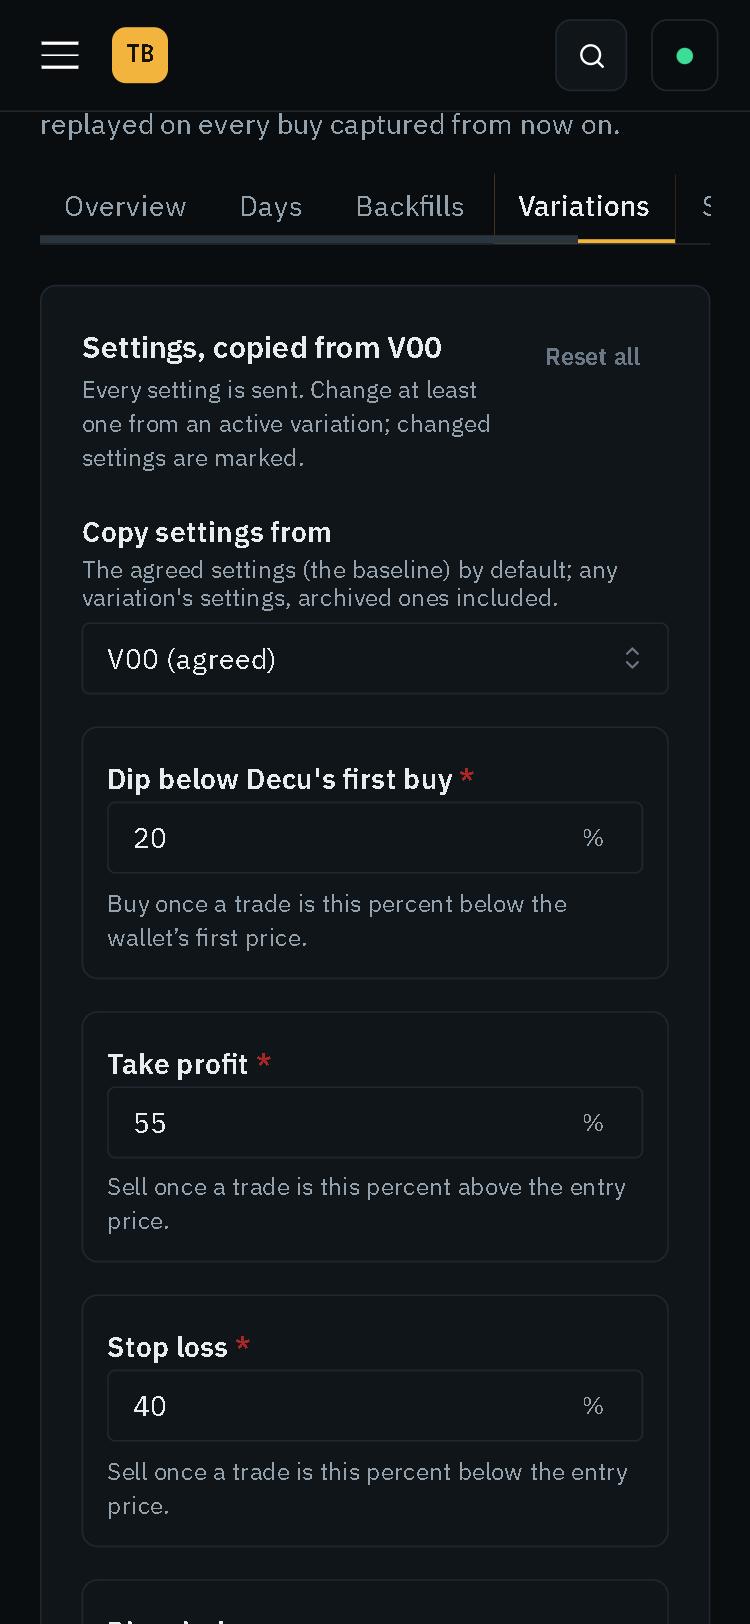 TB
replayed on every buy captured from now on.
Overview Days Backfills Variations
Settings, copied from V00
Reset all
Every setting is sent. Change at least
one from an active variation; changed
settings are marked.
Copy settings from
The agreed settings (the baseline) by default; any
variation's settings, archived ones included.
V00 (agreed)
Dip below Decu's first buy *
20 %
Buy once a trade is this percent below the
wallet’s first price.
Take profit *
55 %
Sell once a trade is this percent above the entry
price.
Stop loss *
40 %
Sell once a trade is this percent below the entry
price.